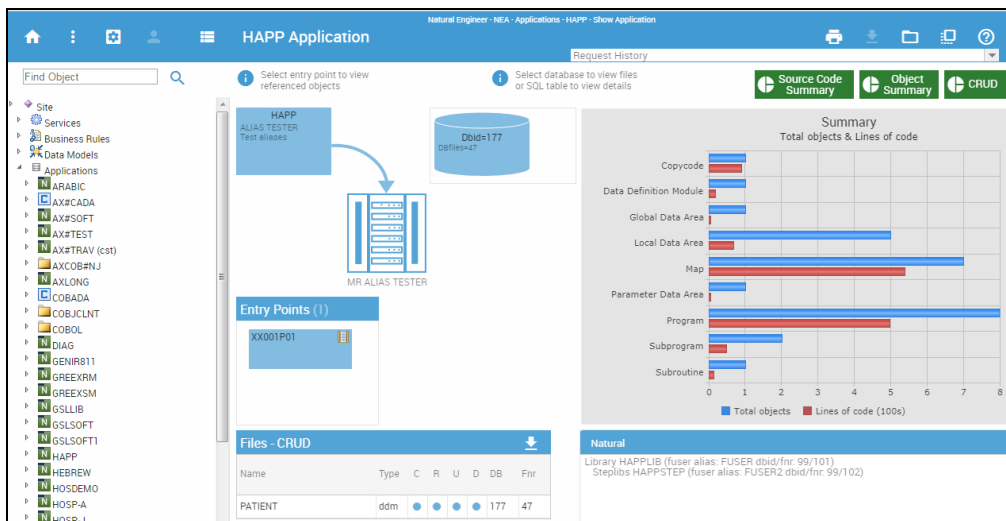 Natural Engineer - NEA - Applications - HAPP - Show Application
HAPP Application
Request History
Find Object
Select entry point to view
referenced objects
Select database to view files
or SQL table to view details
Source Code
Summary
Object
Summary
CRUD
Site
Services
Business Rules
Data Models
Applications
ARABIC
AX#CADA
AX#SOFT
AX#TEST
AX#TRAV (cst)
AXCOB#NJ
AXLONG
COBADA
COBJCLNT
COBOL
DIAG
GENIR811
GREEXRM
GREEXSM
GSLLIB
GSLSOFT
GSLSOFT1
HAPP
HEBREW
HOSDEMO
HOSP-A
HOSP-J
HAPP
ALIAS TESTER
Test aliases
Dbid=177
DBfiles=47
MR ALIAS TESTER
Entry Points (1)
XX001P01
Summary
Total objects & Lines of code
Copycode
Data Definition Module
Global Data Area
Local Data Area
Map
Parameter Data Area
Program
Subprogram
Subroutine
0 1 2 3 4 5 6 7 8
Total objects Lines of code (100s)
Files - CRUD
Name Type C R U D DB Fnr
PATIENT ddm 177 47
Natural
Library HAPPLIB (fuser alias: FUSER dbid/fnr: 99/101)
Steplibs HAPPSTEP (fuser alias: FUSER2 dbid/fnr: 99/102)